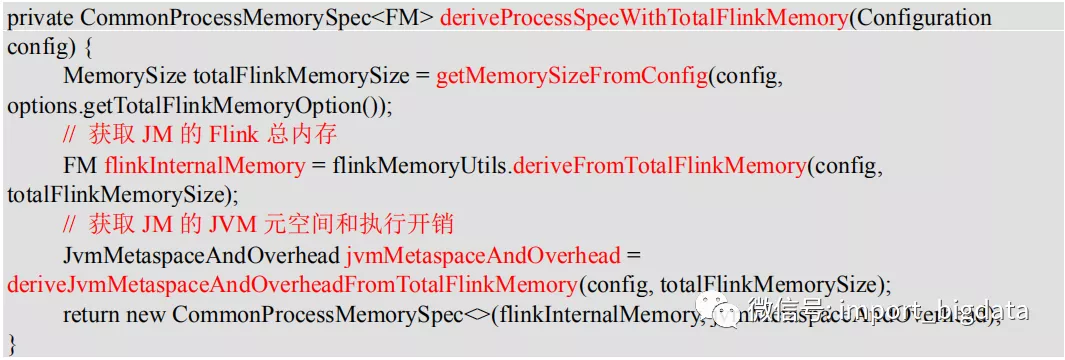 private CommonProcessMemorySpec<FM> deriveProcessSpecWithTotalFlinkMemory(Configuration
config) {
MemorySize totalFlinkMemorySize = getMemorySizeFromConfig(config,
options.getTotalFlinkMemoryOption());
// 获取 JM 的 Flink 总内存
FM flinkInternalMemory = flinkMemoryUtils.deriveFromTotalFlinkMemory(config,
totalFlinkMemorySize);
// 获取 JM 的 JVM 元空间和执行开销
JvmMetaspaceAndOverhead jvmMetaspaceAndOverhead =
deriveJvmMetaspaceAndOverheadFromTotalFlinkMemory(config, totalFlinkMemorySize);
return new CommonProcessMemorySpec<>(flinkInternalMemory, jvmMetaspaceAndOverhead);
微信号: import_bigdata
}